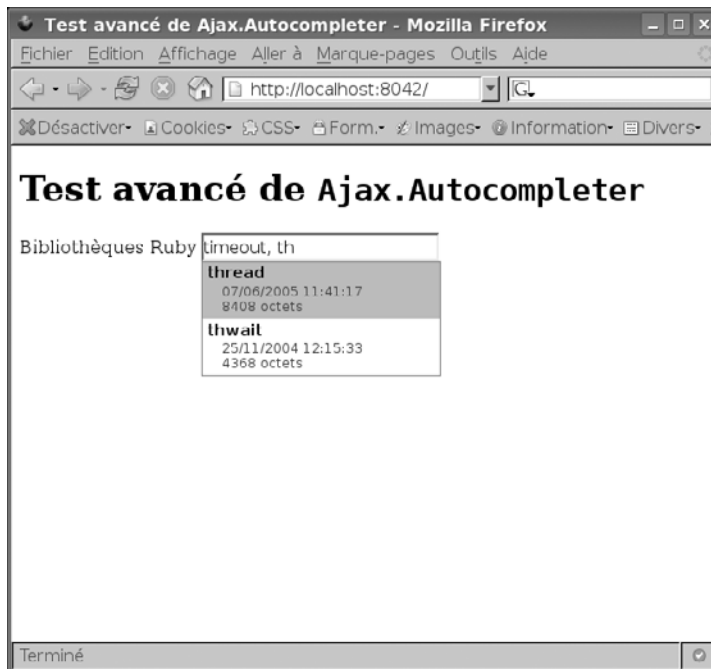 Test avancé de Ajax.Autocompleter - Mozilla Firefox
Fichier Edition Affichage Aller à Marque-pages Outils Aide
http://localhost:8042/ G
Désactiver Cookies CSS Form. Images Information Divers
Test avancé de Ajax.Autocompleter
Bibliothèques Ruby timeout, th
thread
07/06/2005 11:41:17
8408 octets
thwait
25/11/2004 12:15:33
4368 octets
Terminé